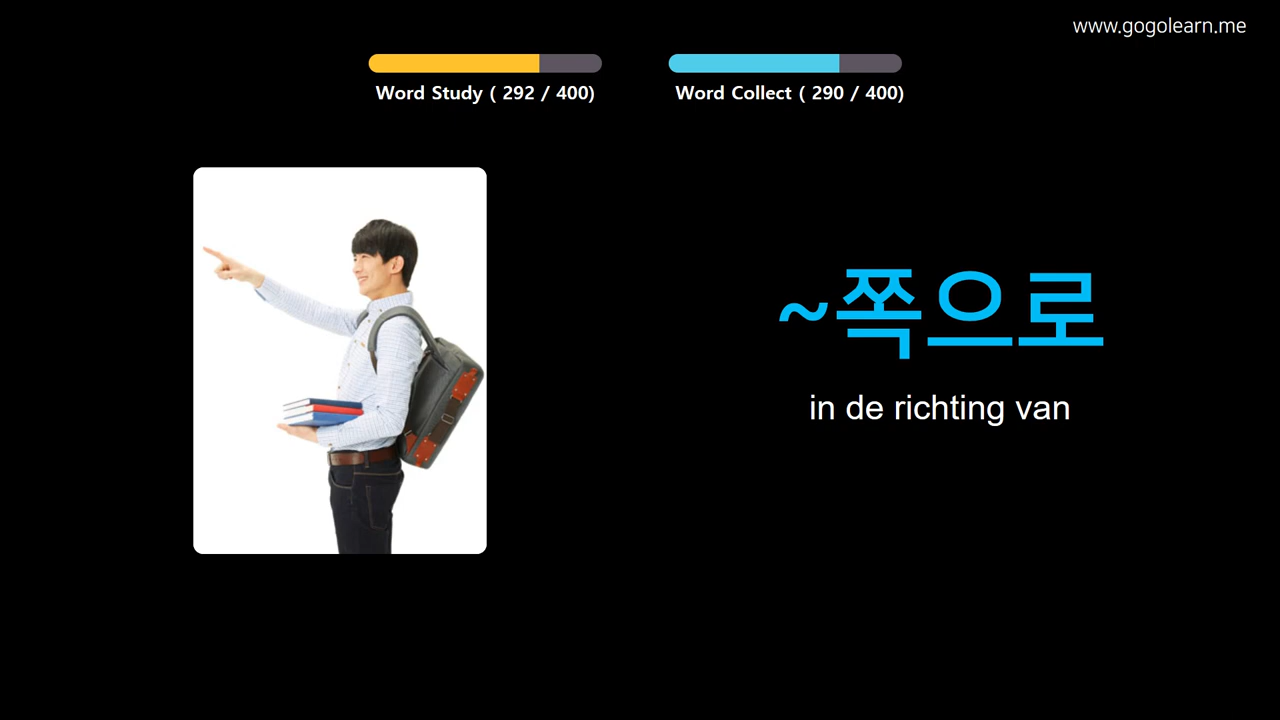 www.gogolearn.me
Word Study ( 292 / 400)
Word Collect ( 290 / 400)
~쪽으로
in de richting van